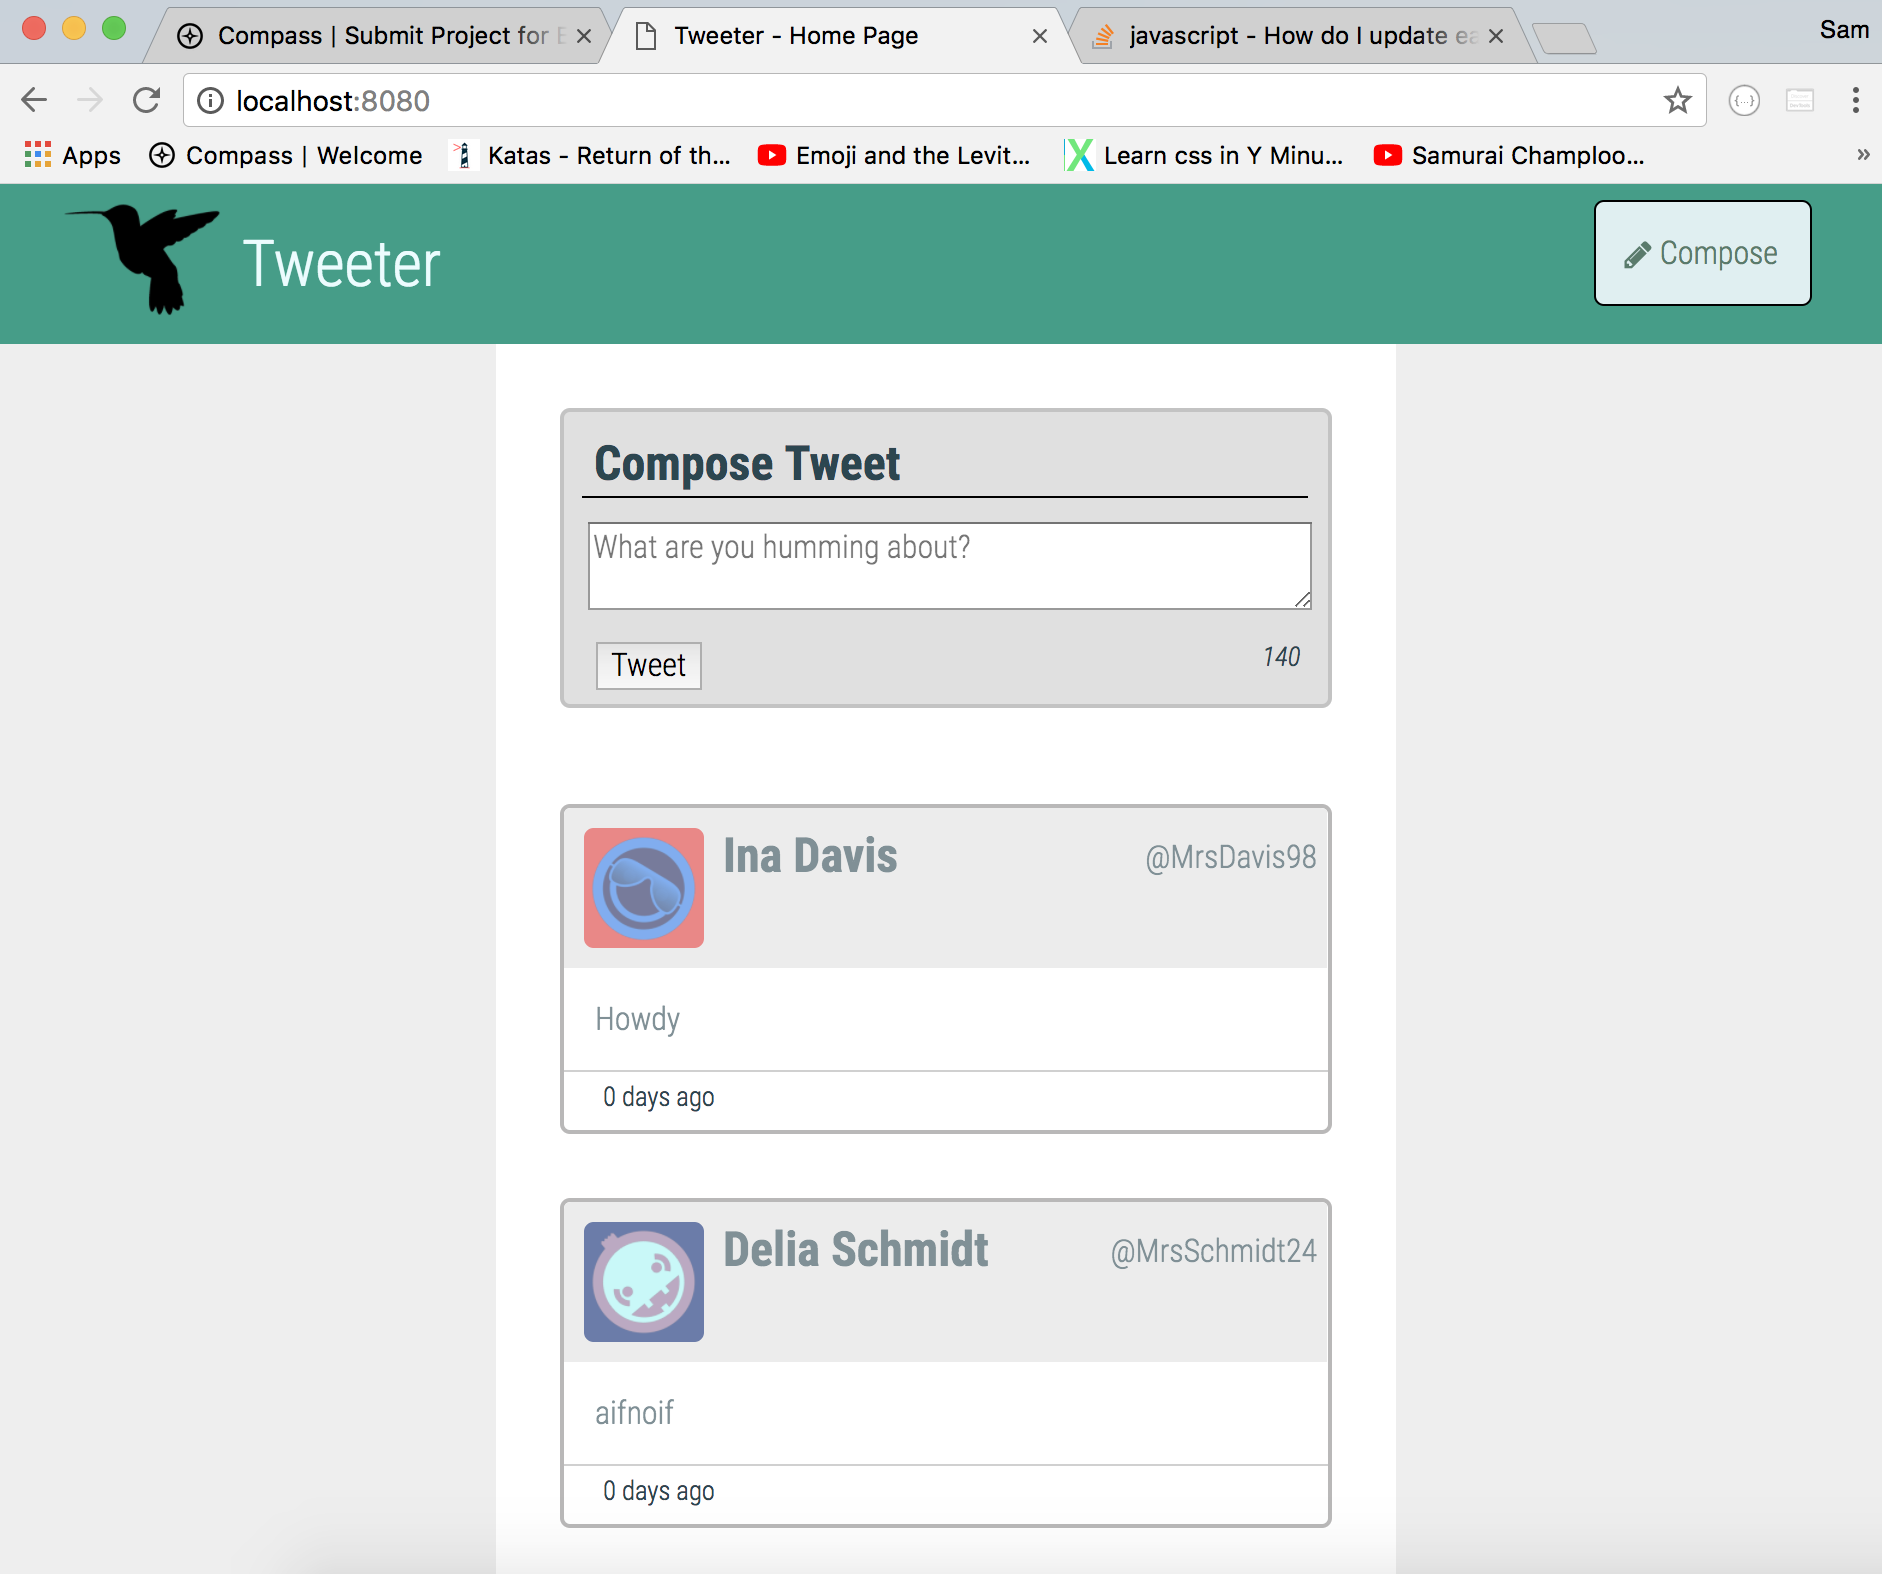 Compass | Submit Project for
Tweeter - Home Page
javascript - How do I update ea
Sam
localhost:8080
Apps
Compass | Welcome
Katas - Return of th...
Emoji and the Levit...
Learn css in Y Minu...
Samurai Champloo...
»
Tweeter
Compose
Compose Tweet
What are you humming about?
Tweet
140
Ina Davis
@MrsDavis98
Howdy
0 days ago
Delia Schmidt
@MrsSchmidt24
aifnoif
0 days ago